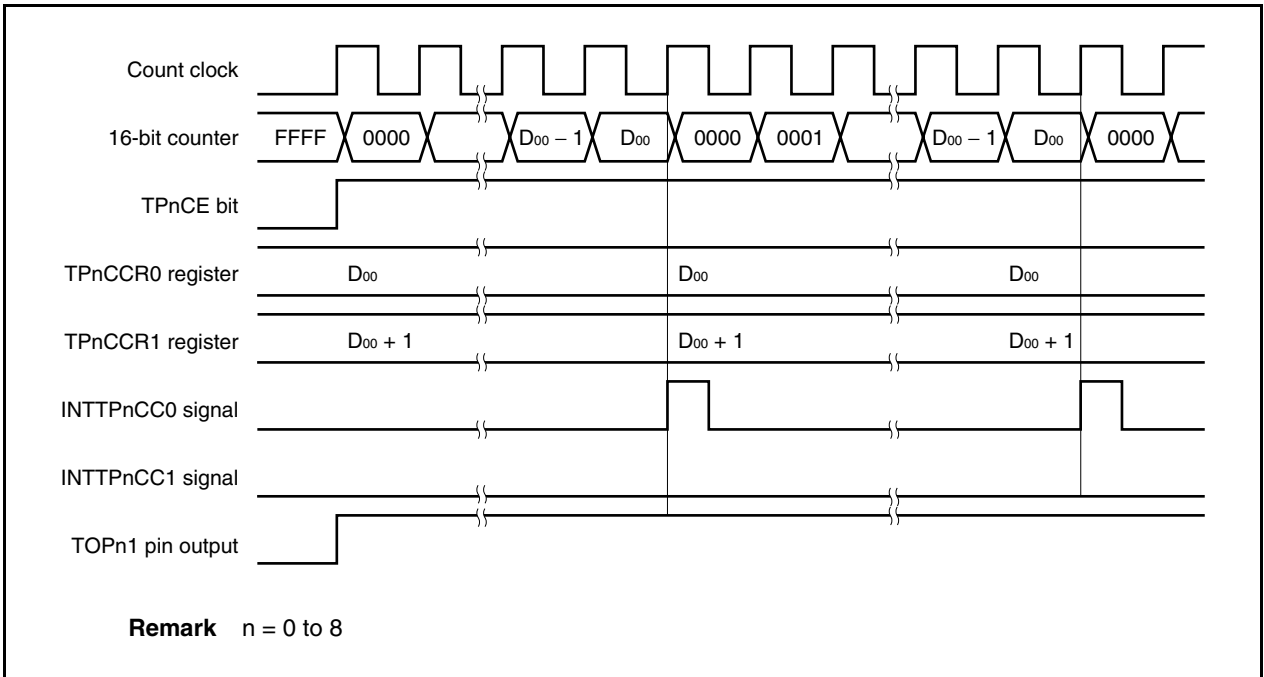 Count clock
16-bit counter FFFF 0000 D00 − 1 D00 0000 0001 D00 − 1 D00 0000
TPnCE bit
TPnCCR0 register D00 D00 D00
TPnCCR1 register D00 + 1 D00 + 1 D00 + 1
INTTPnCC0 signal
INTTPnCC1 signal
TOPn1 pin output
Remark n = 0 to 8